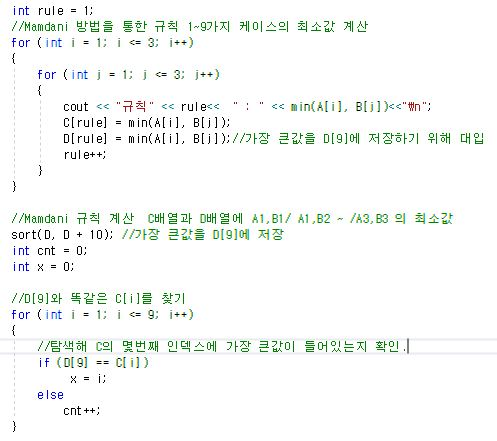 int rule = 1;
//Mamdani 방법을 통한 규칙 1~9가지 케이스의 최소값 계산
for (int i = 1; i <= 3; i++)
{
for (int j = 1; j <= 3; j++)
{
cout << "규칙" << rule<< " : " << min(A[i], B[j])<<"\n";
C[rule] = min(A[i], B[j]);
D[rule] = min(A[i], B[j]);//가장 큰값을 D[9]에 저장하기 위해 대입
rule++;
}
}
//Mamdani 규칙 계산 C배열과 D배열에 A1,B1/ A1,B2 ~ /A3,B3 의 최소값
sort(D, D + 10); //가장 큰값을 D[9]에 저장
int cnt = 0;
int x = 0;
//D[9]와 똑같은 C[i]를 찾기
for (int i = 1; i <= 9; i++)
{
//탐색해 C의 몇번째 인덱스에 가장 큰값이 들어있는지 확인.
if (D[9] == C[i])
x = i;
else
cnt++;
}